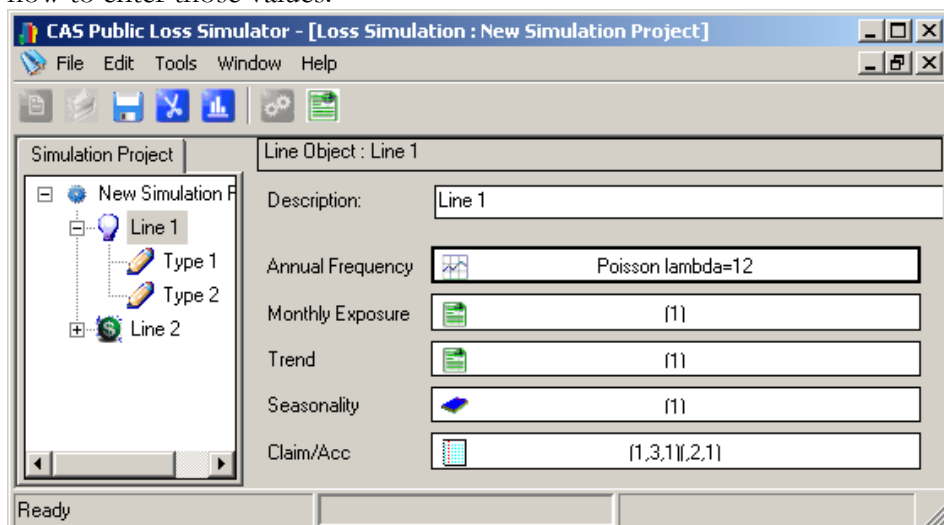 how to enter those values.
CAS Public Loss Simulator - [Loss Simulation : New Simulation Project]
File Edit Tools Window Help
Simulation Project
Line Object : Line 1
New Simulation P
Line 1
Type 1
Type 2
Line 2
Description: Line 1
Annual Frequency Poisson lambda=12
Monthly Exposure (1)
Trend (1)
Seasonality (1)
Claim/Acc (1,3,1)(,2,1)
Ready